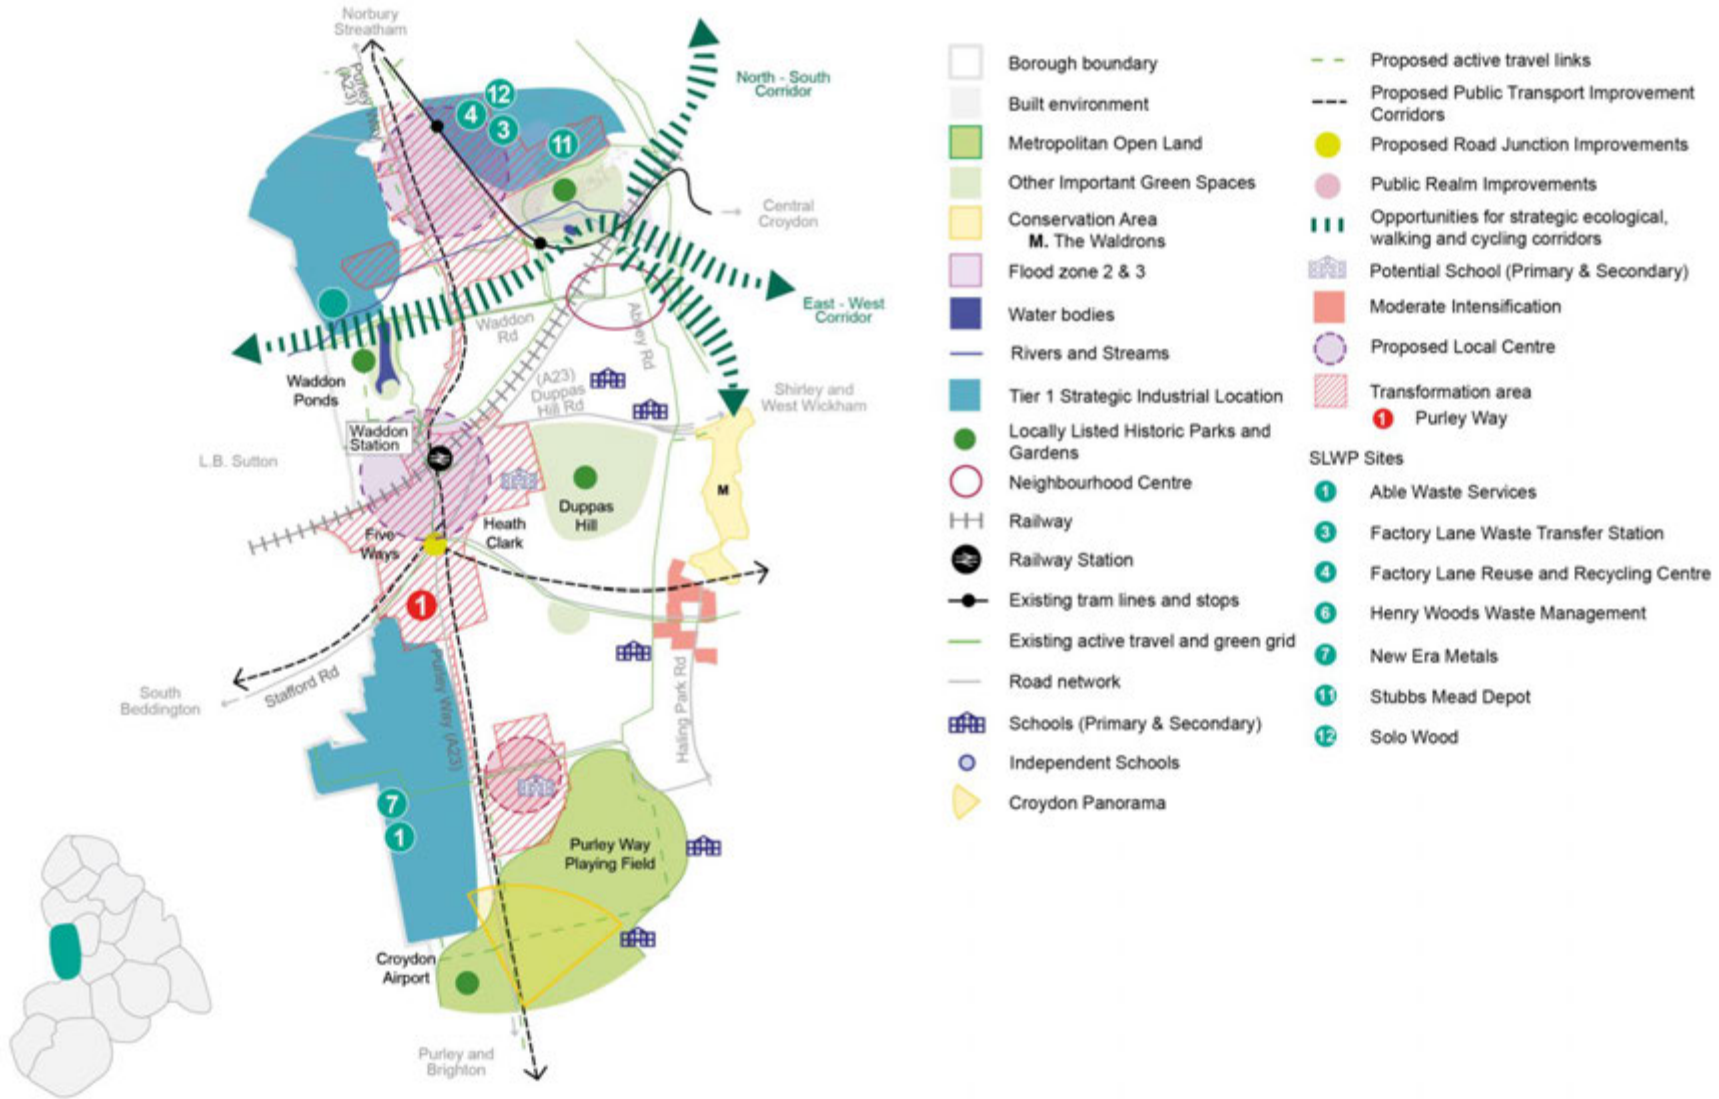 Norbury
Streatham
Purley Way
(A23)
12
4
3
11
North - South
Corridor
Central
Croydon
East - West
Corridor
Waddon
Rd
Abbey Rd
Waddon
Ponds
(A23)
Duppas
Hill Rd
Shirley and
West Wickham
Waddon
Station
L.B. Sutton
M
Duppas
Hill
Heath
Clark
Five
Ways
1
South
Beddington
Stafford Rd
Purley Way (A23)
Haling Park Rd
7
1
Purley Way
Playing Field
Croydon
Airport
Purley and
Brighton
Borough boundary
Built environment
Metropolitan Open Land
Other Important Green Spaces
Conservation Area
M. The Waldrons
Flood zone 2 & 3
Water bodies
Rivers and Streams
Tier 1 Strategic Industrial Location
Locally Listed Historic Parks and
Gardens
Neighbourhood Centre
Railway
Railway Station
Existing tram lines and stops
Existing active travel and green grid
Road network
Schools (Primary & Secondary)
Independent Schools
Croydon Panorama
Proposed active travel links
Proposed Public Transport Improvement
Corridors
Proposed Road Junction Improvements
Public Realm Improvements
Opportunities for strategic ecological,
walking and cycling corridors
Potential School (Primary & Secondary)
Moderate Intensification
Proposed Local Centre
Transformation area
1 Purley Way
SLWP Sites
1 Able Waste Services
3 Factory Lane Waste Transfer Station
4 Factory Lane Reuse and Recycling Centre
6 Henry Woods Waste Management
7 New Era Metals
11 Stubbs Mead Depot
12 Solo Wood